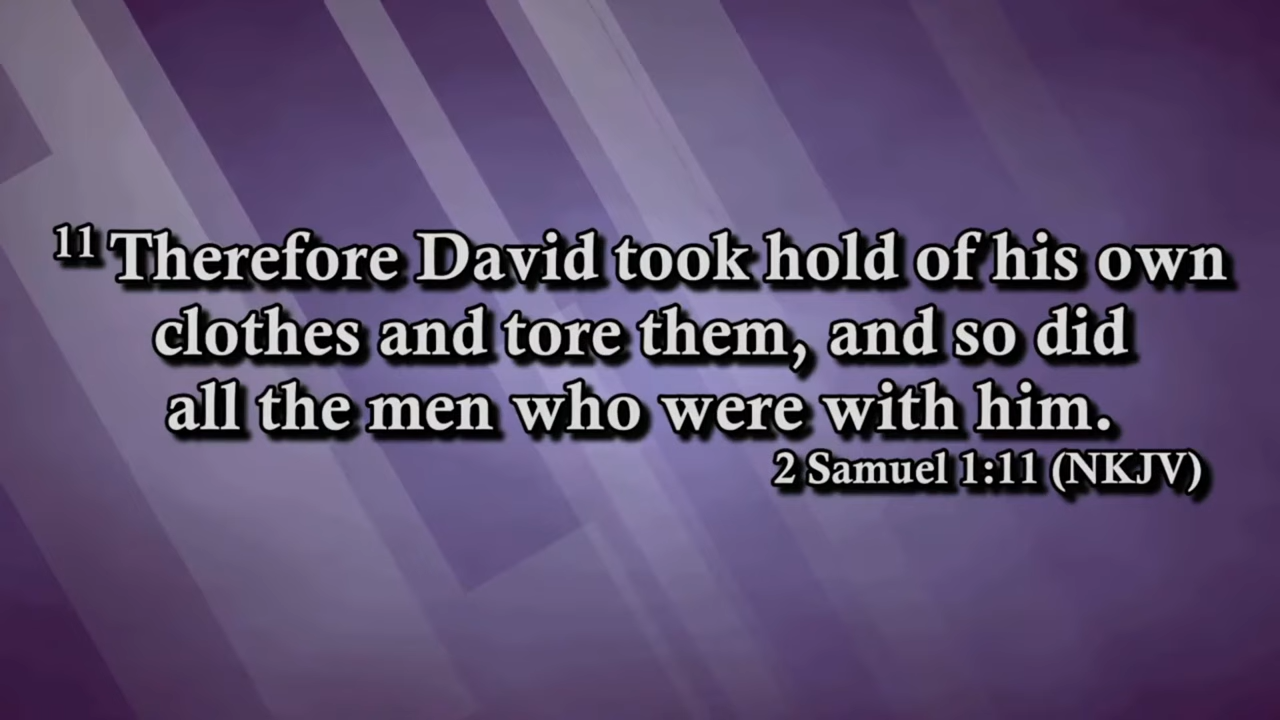 11 Therefore David took hold of his own
clothes and tore them, and so did
all the men who were with him.
2 Samuel 1:11 (NKJV)